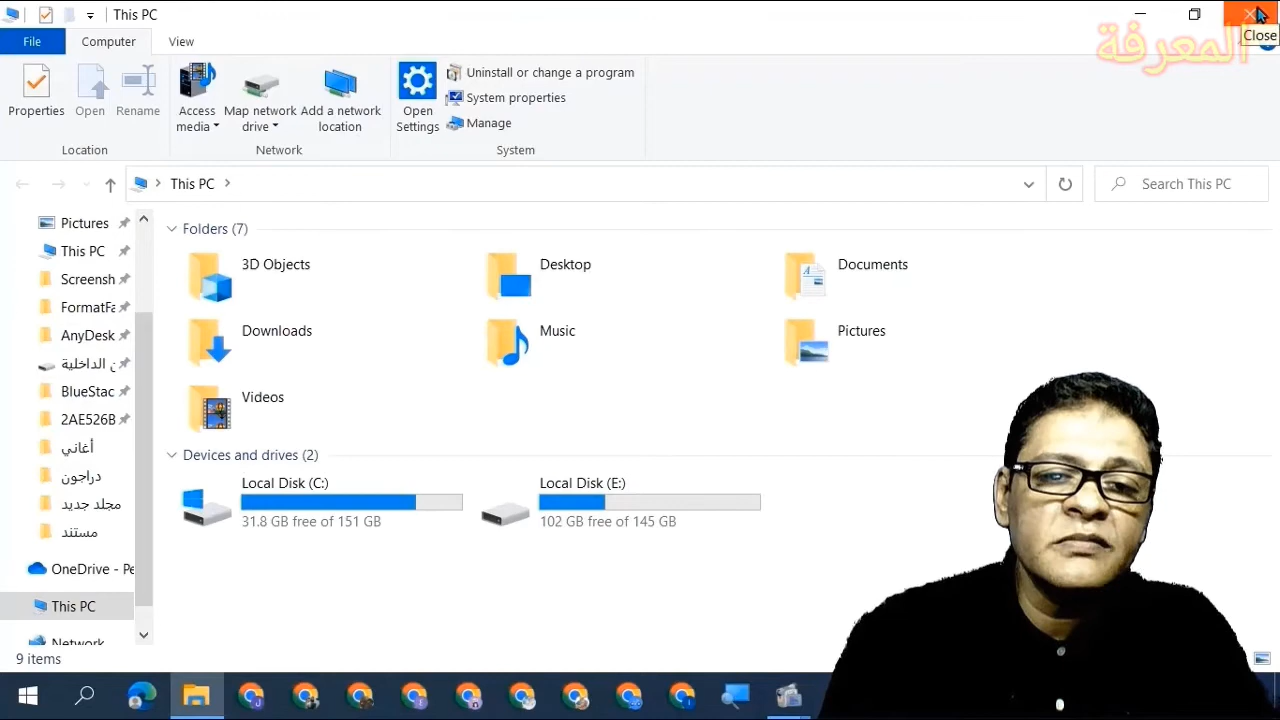 This PC
المعرفة
Close
File
Computer
View
Properties
Open
Rename
Access media
Map network drive
Add a network location
Open Settings
Uninstall or change a program
System properties
Manage
Location
Network
System
This PC
Search This PC
Pictures
This PC
Screensh
FormatFa
AnyDesk
ن الداخلية
BlueStac
2AE526B
أغاني
دراجون
مجلد جديد
مستند
OneDrive - Pe
This PC
Network
Folders (7)
3D Objects
Desktop
Documents
Downloads
Music
Pictures
Videos
Devices and drives (2)
Local Disk (C:)
31.8 GB free of 151 GB
Local Disk (E:)
102 GB free of 145 GB
9 items